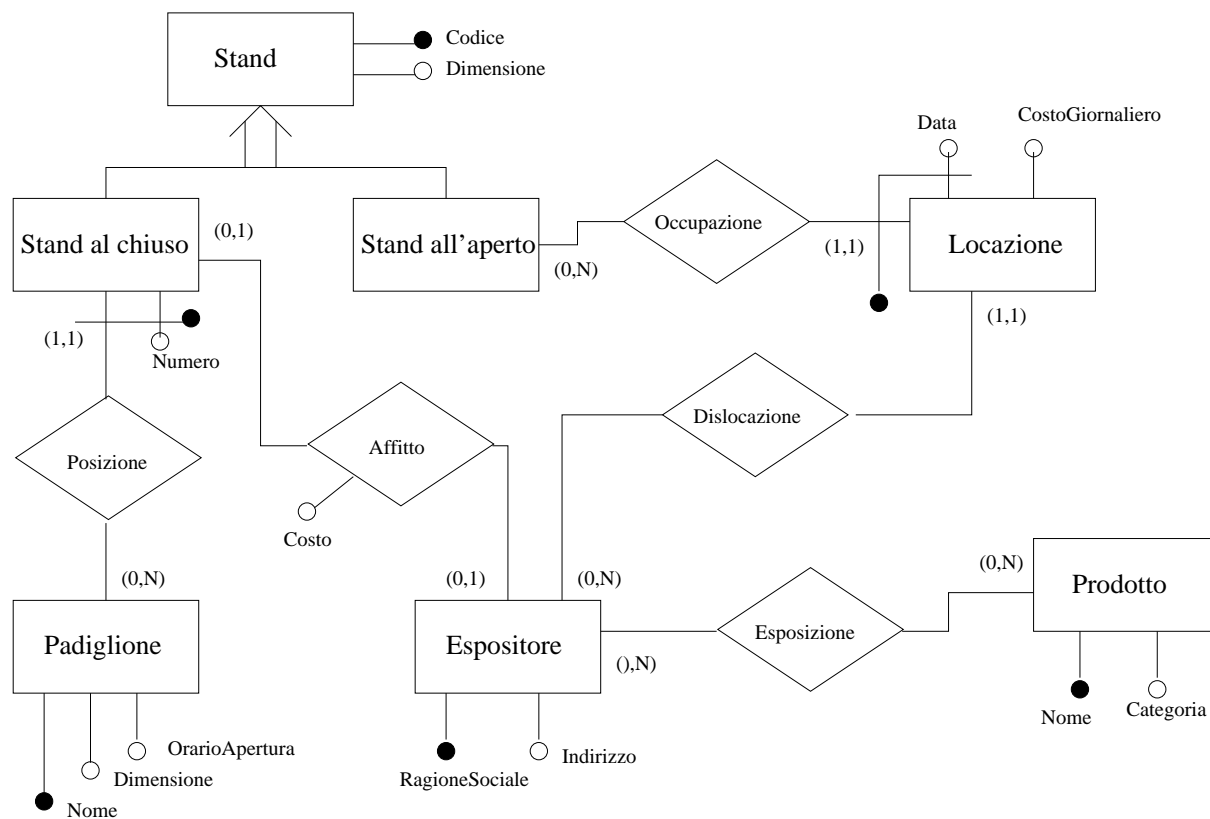 Codice
Stand
Dimensione
CostoGiornaliero
Data
(0,1)
Occupazione
Stand al chiuso
Stand all'aperto
(1,1)
Locazione
(0,N)
(1,1)
(1,1)
Numero
Dislocazione
Affitto
Posizione
Costo
(0,N)
(0,1)
(0,N)
(0,N)
Prodotto
Padiglione
Espositore
Esposizione
(),N)
Nome
Categoria
OrarioApertura
Indirizzo
Dimensione
RagioneSociale
Nome